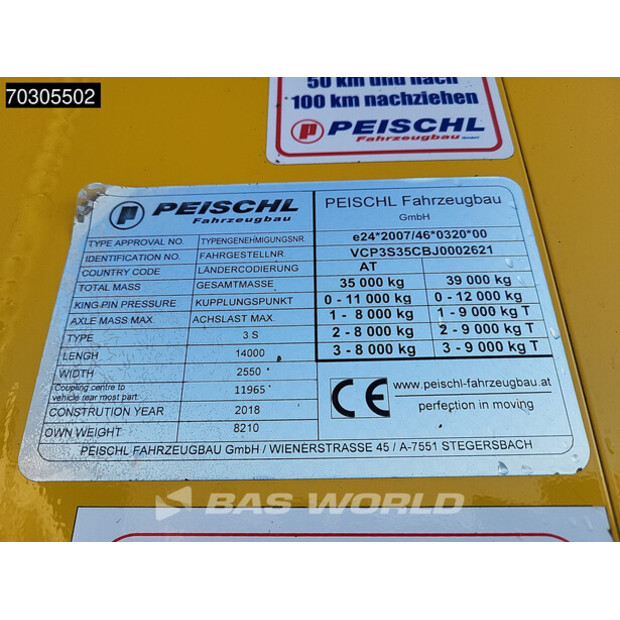 70305502
50 km und nach
100 km nachziehen
P PEISCHL
Fahrzeugbau GmbH
P PEISCHL
Fahrzeugbau
PEISCHL Fahrzeugbau
GmbH
TYPE APPROVAL NO. TYPENGENEHMIGUNGSNR. e24*2007/46*0320*00
IDENTIFICATION NO. FAHRGESTELLNR VCP3S35CBJ0002621
COUNTRY CODE LÄNDERCODIERUNG AT
TOTAL MASS GESAMTMASSE 35 000 kg 39 000 kg
KING-PIN PRESSURE KUPPLUNGSPUNKT 0 - 11 000 kg 0 - 12 000 kg
AXLE MASS MAX. ACHSLAST MAX. 1 - 8 000 kg 1 - 9 000 kg T
TYPE 3 S 2 - 8 000 kg 2 - 9 000 kg T
LENGH 14000 3 - 8 000 kg 3 - 9 000 kg T
WIDTH 2550
Coupling centre to
vehicle rear most part. 11965
CONSTRUTION YEAR 2018
OWN WEIGHT 8210
CE www.peischl-fahrzeugbau.at
perfection in moving
PEISCHL FAHRZEUGBAU GmbH / WIENERSTRASSE 45 / A-7551 STEGERSBACH
BAS WORLD